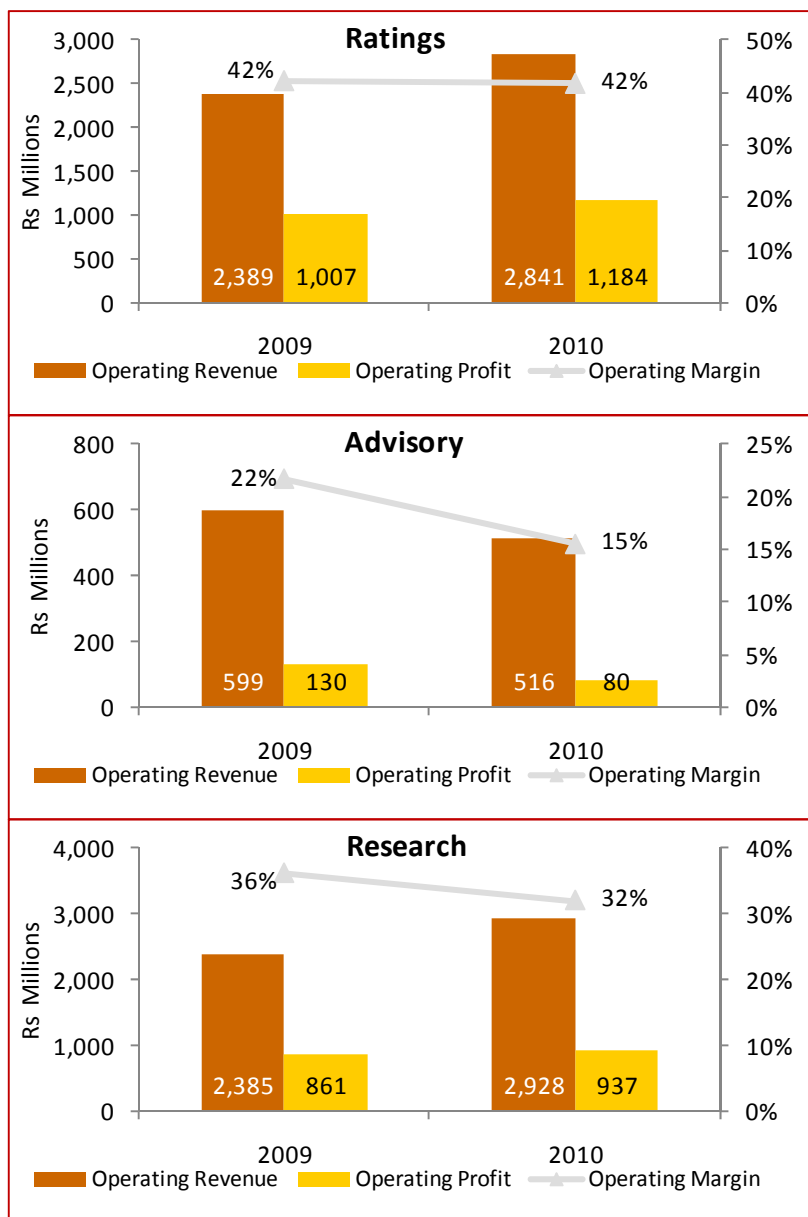 Ratings
3,000 50%
42% 42%
2,500 40%
2,000
30%
1,500
20%
1,000
10%
500
2,389 1,007 2,841 1,184
0 0%
Rs Millions
2009 2010
Operating Revenue Operating Profit Operating Margin
Advisory
800 25%
22%
20%
600
15%
15%
400
10%
200
5%
599 130 516 80
0 0%
Rs Millions
2009 2010
Operating Revenue Operating Profit Operating Margin
Research
4,000 40%
36% 32%
3,000 30%
2,000 20%
1,000 10%
2,385 861 2,928 937
0 0%
Rs Millions
2009 2010
Operating Revenue Operating Profit Operating Margin